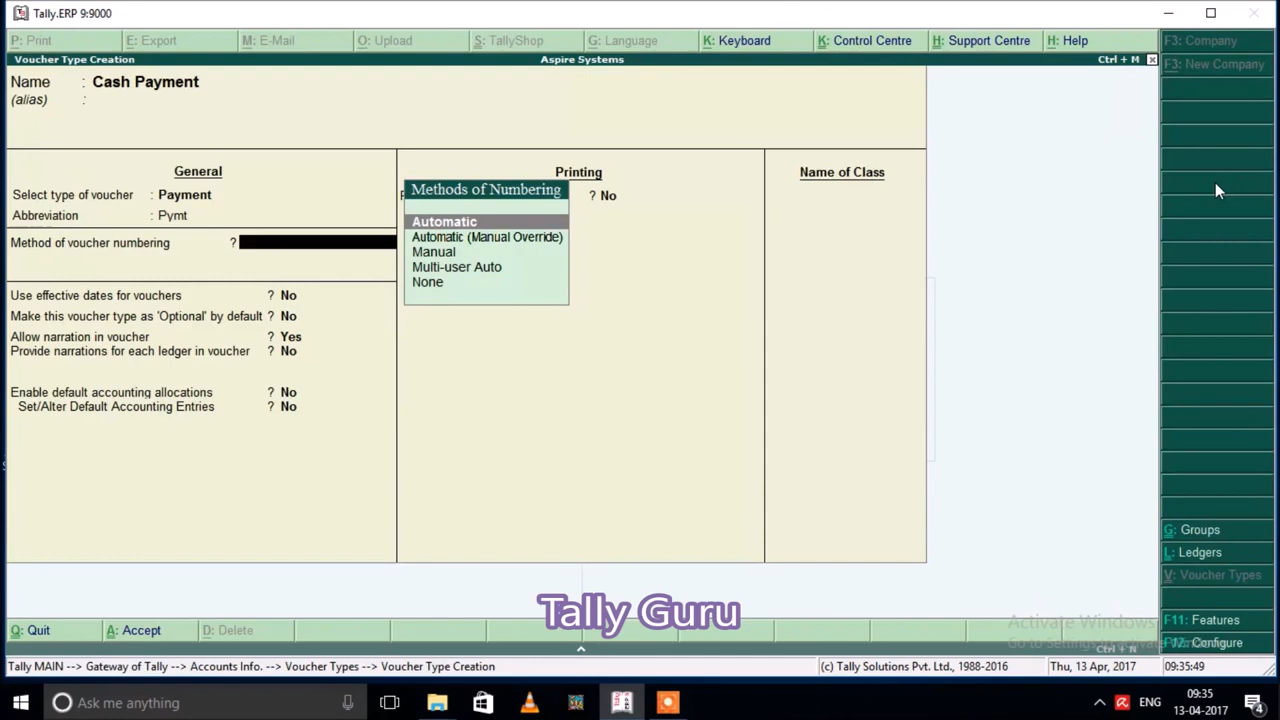 Tally.ERP 9:9000
P: Print E: Export M: E-Mail O: Upload S: TallyShop G: Language K: Keyboard K: Control Centre H: Support Centre H: Help F3: Company
Voucher Type Creation Aspire Systems Ctrl + M
F3: New Company
Name : Cash Payment
(alias) :
General Printing Name of Class
Select type of voucher : Payment ? No
Abbreviation : Pymt
Method of voucher numbering ?
Methods of Numbering
Automatic
Automatic (Manual Override)
Manual
Multi-user Auto
None
Use effective dates for vouchers ? No
Make this voucher type as 'Optional' by default ? No
Allow narration in voucher ? Yes
Provide narrations for each ledger in voucher ? No
Enable default accounting allocations ? No
Set/Alter Default Accounting Entries ? No
G: Groups
L: Ledgers
V: Voucher Types
F11: Features
F12: Configure
Tally Guru
Activate Windows
Go to Settings to activate
Q: Quit A: Accept D: Delete
Ctrl + N
Tally MAIN --> Gateway of Tally --> Accounts Info. --> Voucher Types --> Voucher Type Creation (c) Tally Solutions Pvt. Ltd., 1988-2016 Thu, 13 Apr, 2017 09:35:49
Ask me anything ENG 09:35
13-04-2017 4